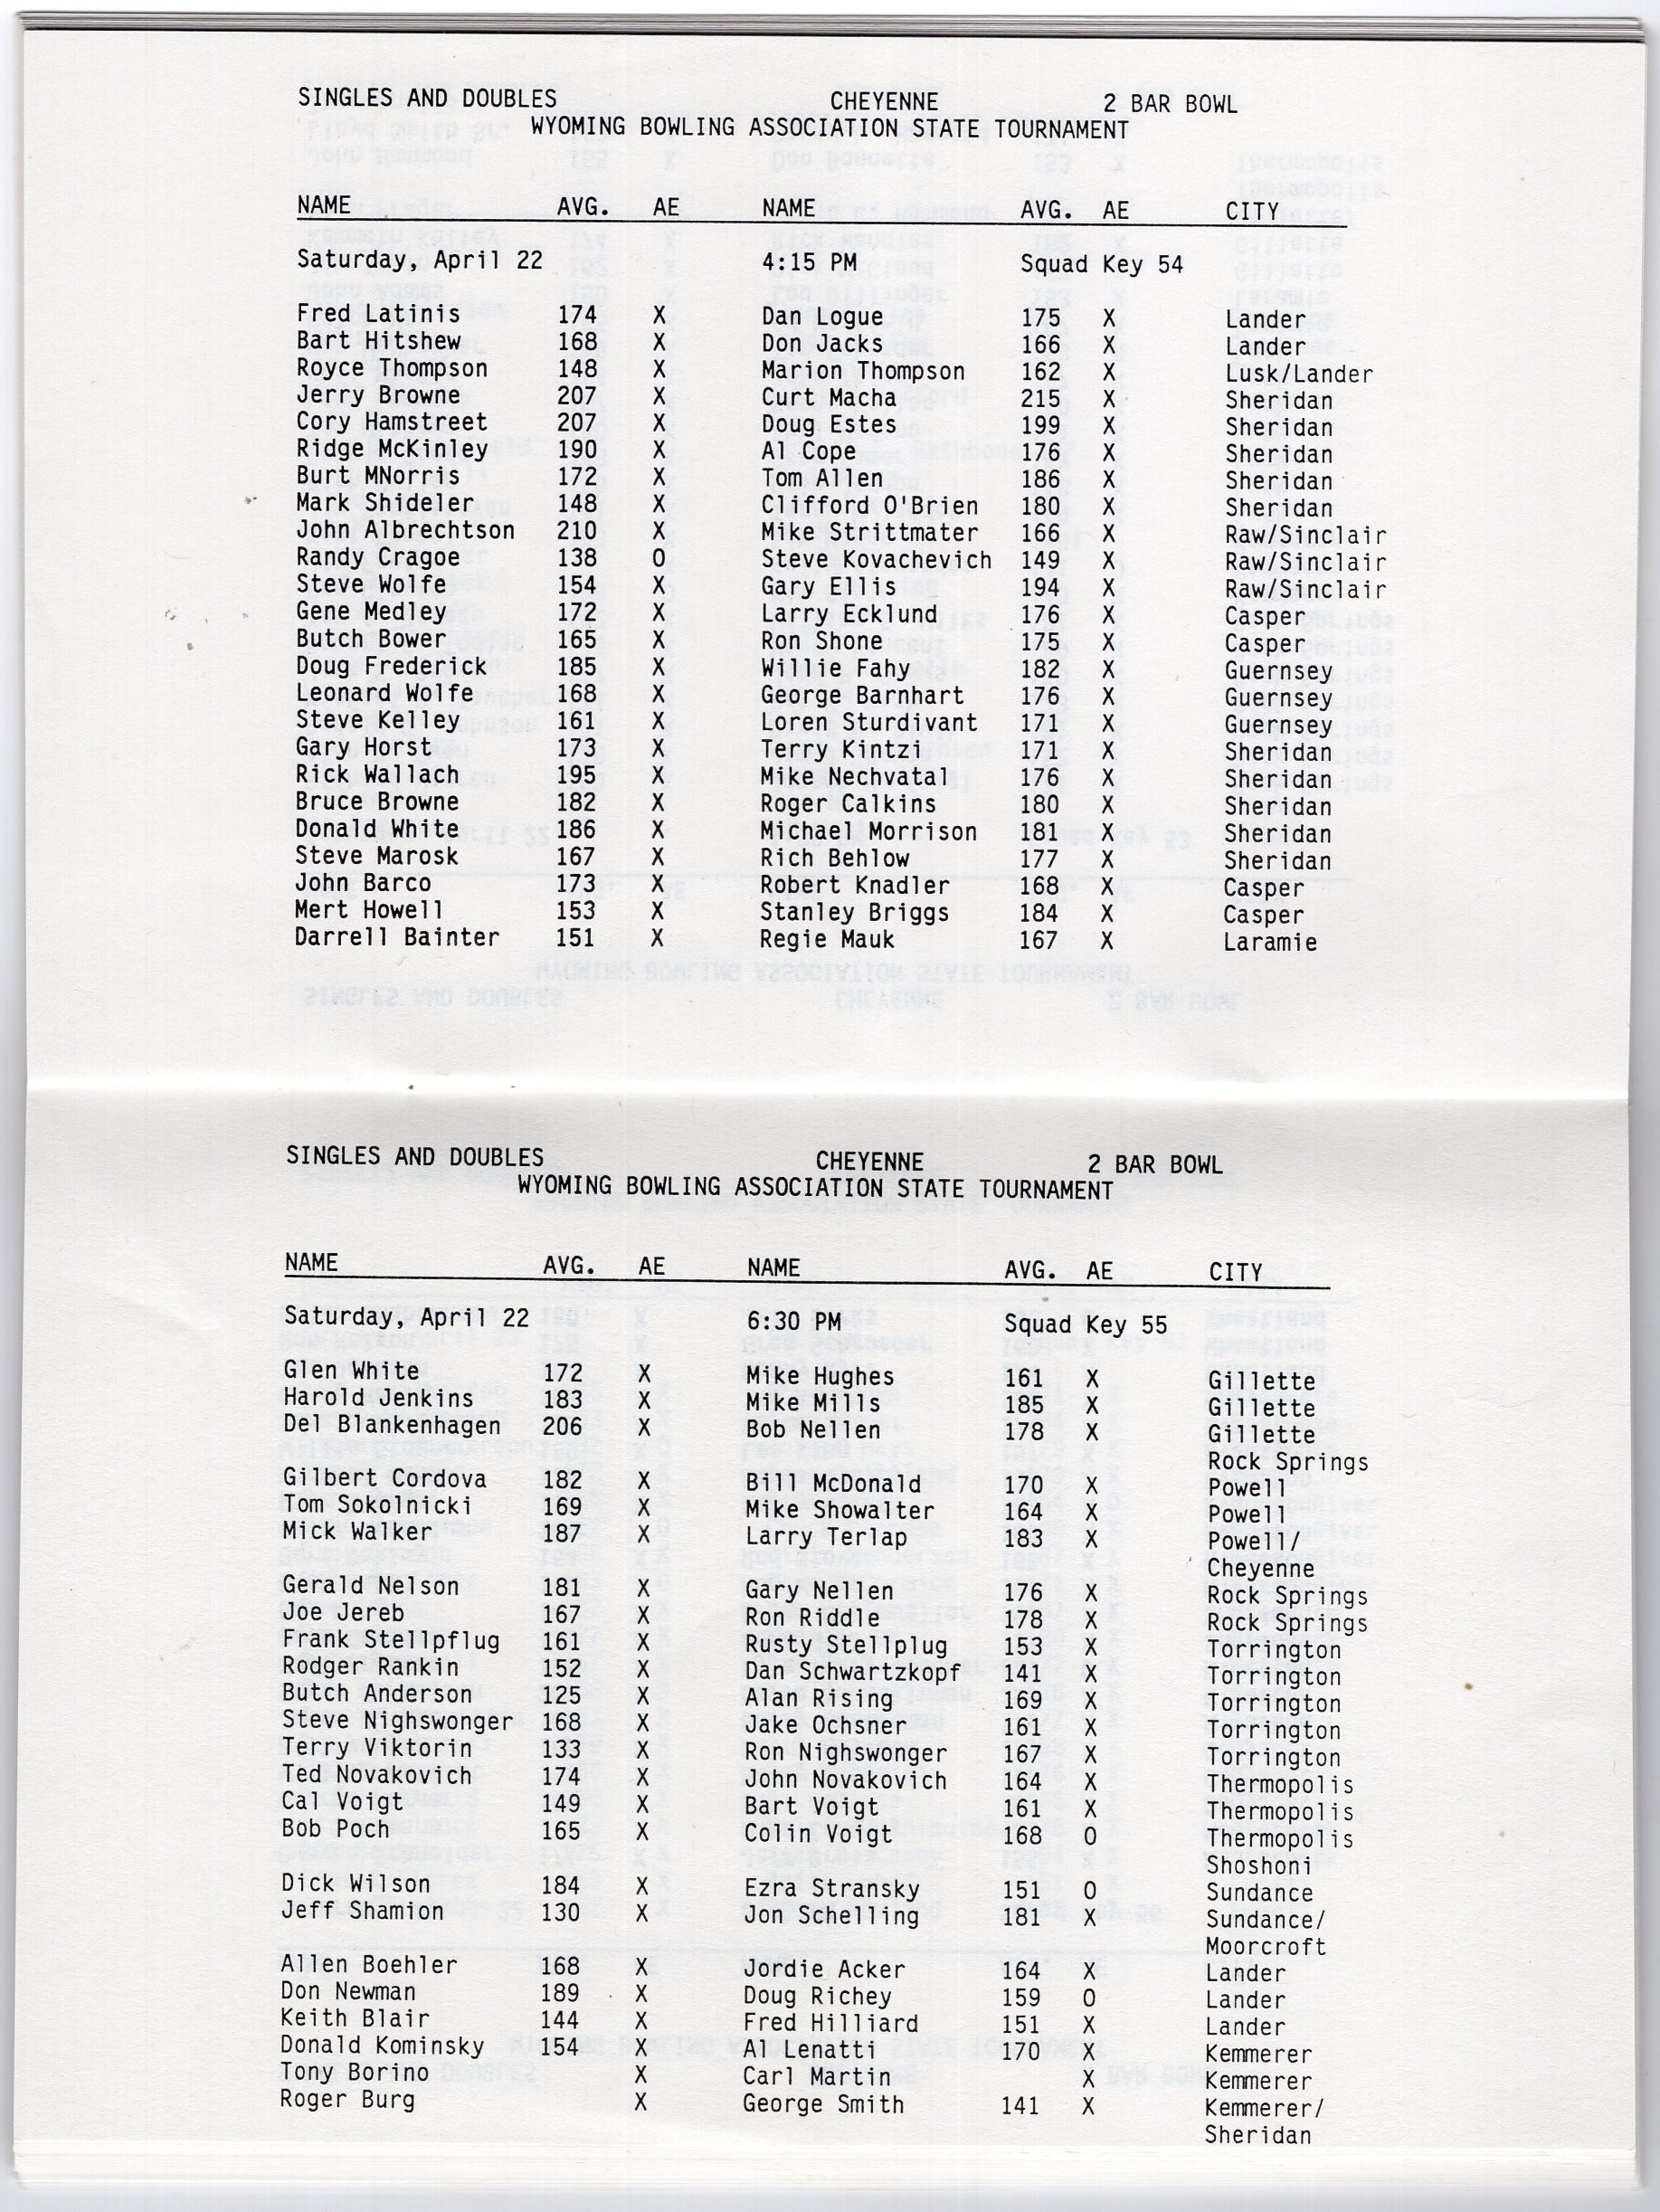 SINGLES AND DOUBLES CHEYENNE 2 BAR BOWL
WYOMING BOWLING ASSOCIATION STATE TOURNAMENT
NAME AVG. AE NAME AVG. AE CITY
Saturday, April 22 4:15 PM Squad Key 54
Fred Latinis 174 X Dan Logue 175 X Lander
Bart Hitshew 168 X Don Jacks 166 X Lander
Royce Thompson 148 X Marion Thompson 162 X Lusk/Lander
Jerry Browne 207 X Curt Macha 215 X Sheridan
Cory Hamstreet 207 X Doug Estes 199 X Sheridan
Ridge McKinley 190 X Al Cope 176 X Sheridan
Burt MNorris 172 X Tom Allen 186 X Sheridan
Mark Shideler 148 X Clifford O'Brien 180 X Sheridan
John Albrechtson 210 X Mike Strittmater 166 X Raw/Sinclair
Randy Cragoe 138 O Steve Kovachevich 149 X Raw/Sinclair
Steve Wolfe 154 X Gary Ellis 194 X Raw/Sinclair
Gene Medley 172 X Larry Ecklund 176 X Casper
Butch Bower 165 X Ron Shone 175 X Casper
Doug Frederick 185 X Willie Fahy 182 X Guernsey
Leonard Wolfe 168 X George Barnhart 176 X Guernsey
Steve Kelley 161 X Loren Sturdivant 171 X Guernsey
Gary Horst 173 X Terry Kintzi 171 X Sheridan
Rick Wallach 195 X Mike Nechvatal 176 X Sheridan
Bruce Browne 182 X Roger Calkins 180 X Sheridan
Donald White 186 X Michael Morrison 181 X Sheridan
Steve Marosk 167 X Rich Behlow 177 X Sheridan
John Barco 173 X Robert Knadler 168 X Casper
Mert Howell 153 X Stanley Briggs 184 X Casper
Darrell Bainter 151 X Regie Mauk 167 X Laramie
SINGLES AND DOUBLES CHEYENNE 2 BAR BOWL
WYOMING BOWLING ASSOCIATION STATE TOURNAMENT
NAME AVG. AE NAME AVG. AE CITY
Saturday, April 22 6:30 PM Squad Key 55
Glen White 172 X Mike Hughes 161 X Gillette
Harold Jenkins 183 X Mike Mills 185 X Gillette
Del Blankenhagen 206 X Bob Nellen 178 X Gillette
Rock Springs
Gilbert Cordova 182 X Bill McDonald 170 X Powell
Tom Sokolnicki 169 X Mike Showalter 164 X Powell
Mick Walker 187 X Larry Terlap 183 X Powell/
Cheyenne
Gerald Nelson 181 X Gary Nellen 176 X Rock Springs
Joe Jereb 167 X Ron Riddle 178 X Rock Springs
Frank Stellpflug 161 X Rusty Stellplug 153 X Torrington
Rodger Rankin 152 X Dan Schwartzkopf 141 X Torrington
Butch Anderson 125 X Alan Rising 169 X Torrington
Steve Nighswonger 168 X Jake Ochsner 161 X Torrington
Terry Viktorin 133 X Ron Nighswonger 167 X Torrington
Ted Novakovich 174 X John Novakovich 164 X Thermopolis
Cal Voigt 149 X Bart Voigt 161 X Thermopolis
Bob Poch 165 X Colin Voigt 168 O Thermopolis
Shoshoni
Dick Wilson 184 X Ezra Stransky 151 O Sundance
Jeff Shamion 130 X Jon Schelling 181 X Sundance/
Moorcroft
Allen Boehler 168 X Jordie Acker 164 X Lander
Don Newman 189 X Doug Richey 159 O Lander
Keith Blair 144 X Fred Hilliard 151 X Lander
Donald Kominsky 154 X Al Lenatti 170 X Kemmerer
Tony Borino X Carl Martin X Kemmerer
Roger Burg X George Smith 141 X Kemmerer/
Sheridan